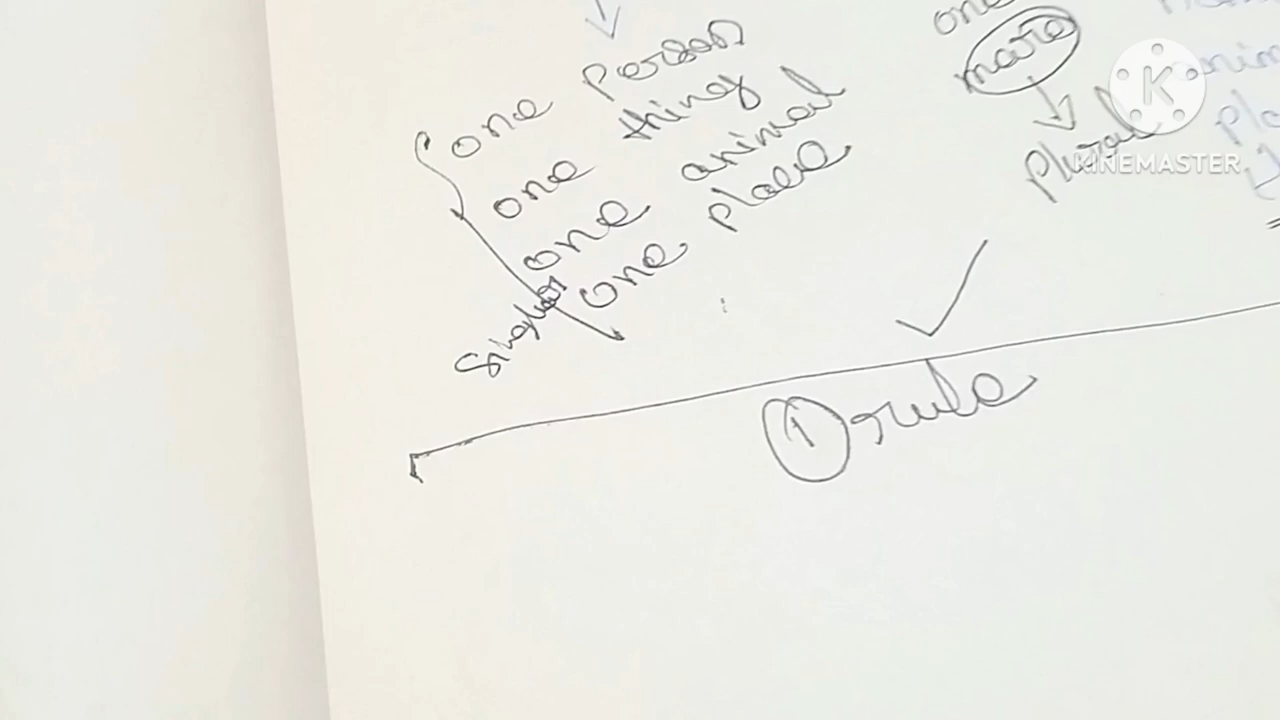 one person
one thing
one animal
one place
Singular
one
more
Plural
① rule
KINEMASTER